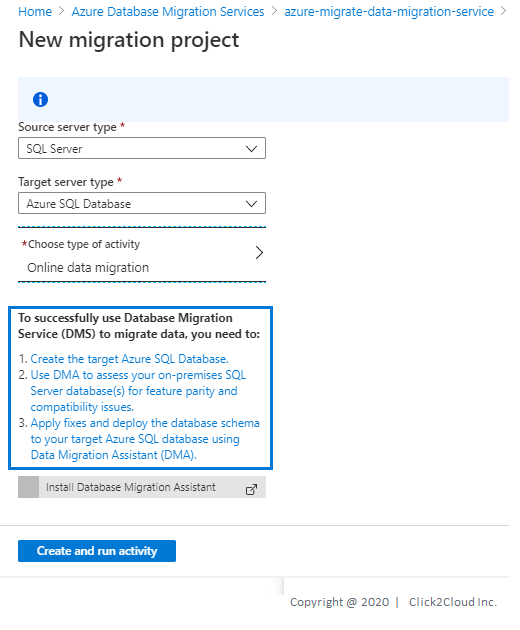 Home > Azure Database Migration Services > azure-migrate-data-migration-service >
New migration project
Source server type *
SQL Server
Target server type *
Azure SQL Database
*Choose type of activity
Online data migration
To successfully use Database Migration
Service (DMS) to migrate data, you need to:
1. Create the target Azure SQL Database.
2. Use DMA to assess your on-premises SQL
Server database(s) for feature parity and
compatibility issues.
3. Apply fixes and deploy the database schema
to your target Azure SQL database using
Data Migration Assistant (DMA).
Install Database Migration Assistant
Create and run activity
Copyright @ 2020 | Click2Cloud Inc.